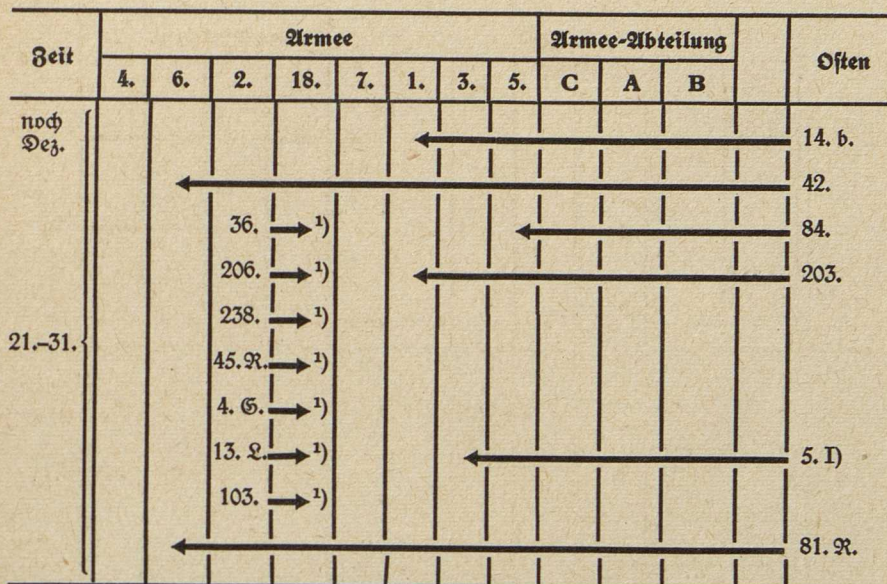 Zeit Armee Armee-Abteilung Osten
4. 6. 2. 18. 7. 1. 3. 5. C A B
noch
Dez.
14. b.
42.
36. ¹) 84.
206. ¹) 203.
238. ¹)
21.–31. 45. R. ¹)
4. G. ¹)
13. L. ¹) 5. I)
103. ¹)
81. R.